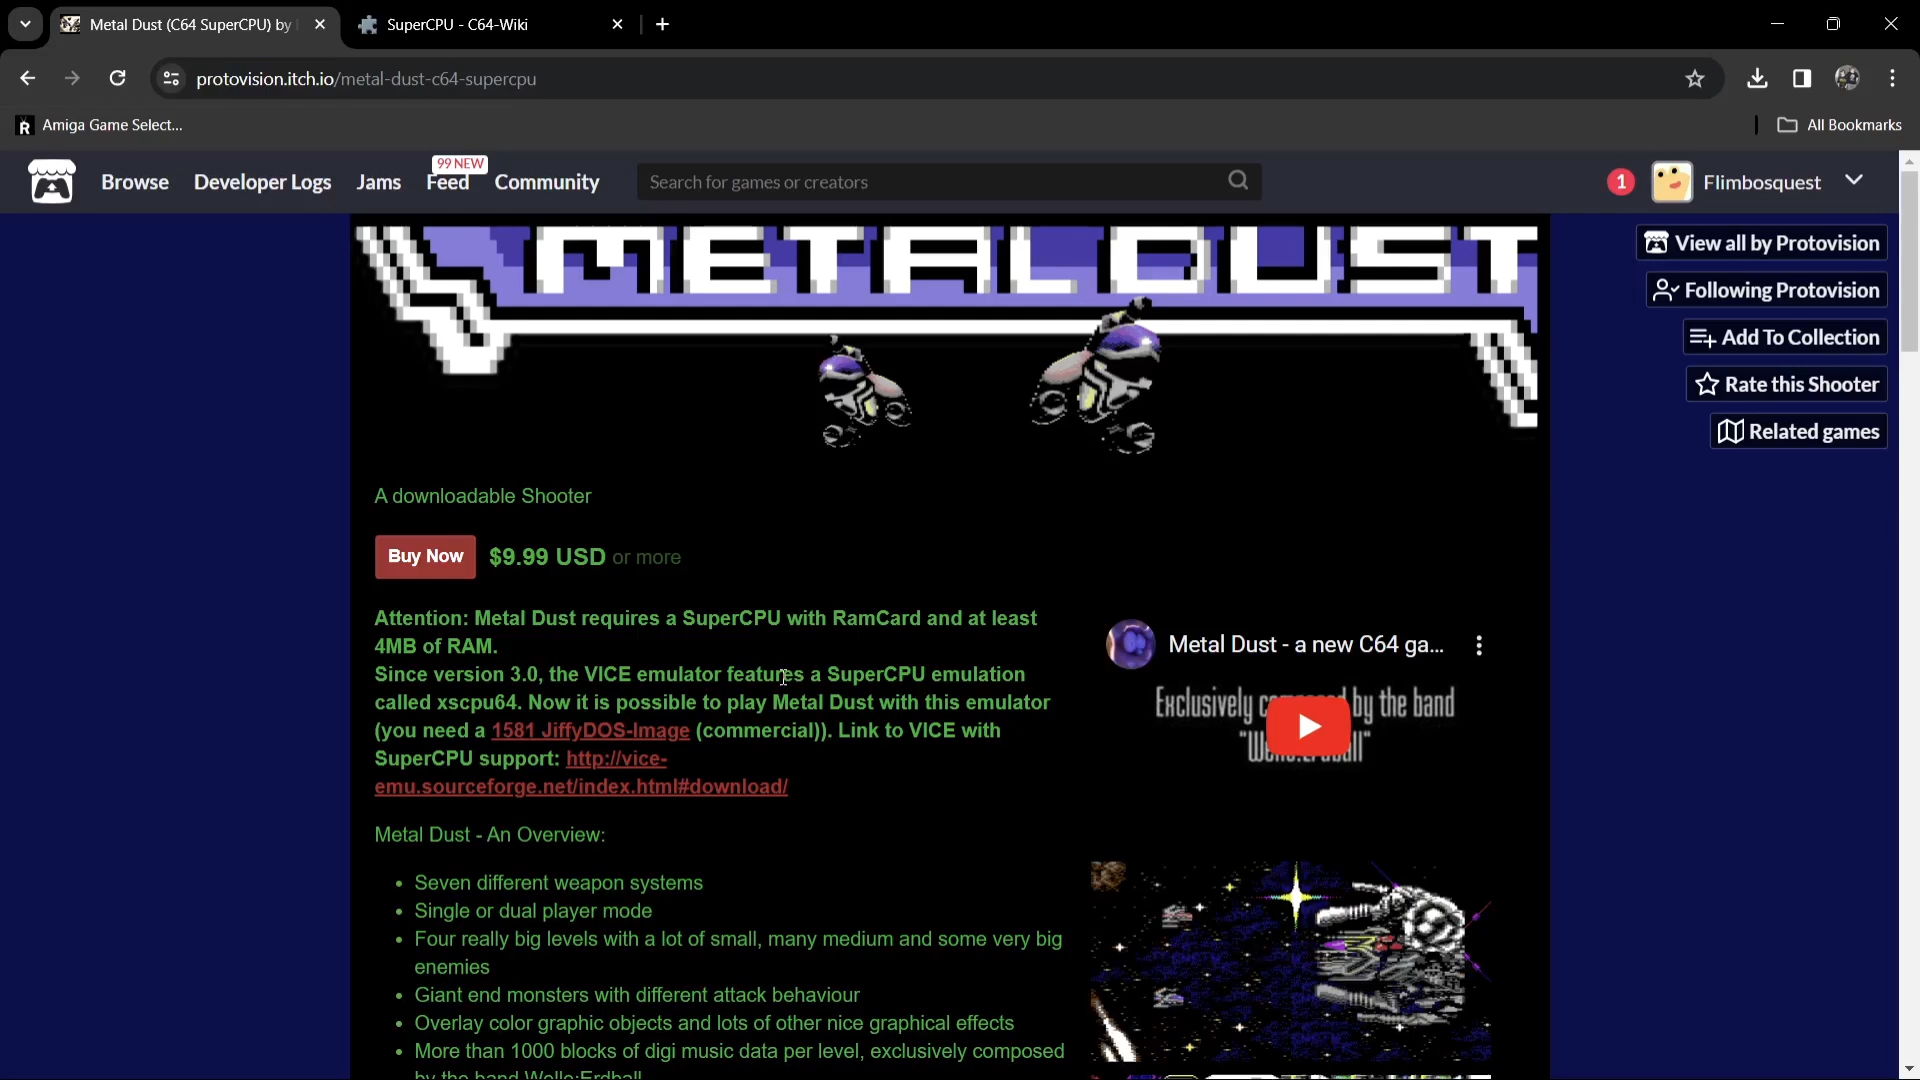 Metal Dust (C64 SuperCPU) by
SuperCPU - C64-Wiki
protovision.itch.io/metal-dust-c64-supercpu
Amiga Game Select...
All Bookmarks
Browse
Developer Logs
Jams
99 NEW
Feed
Community
Search for games or creators
1
Flimbosquest
METAL DUST
View all by Protovision
Following Protovision
Add To Collection
Rate this Shooter
Related games
A downloadable Shooter
Buy Now $9.99 USD or more
Attention: Metal Dust requires a SuperCPU with RamCard and at least
4MB of RAM.
Since version 3.0, the VICE emulator features a SuperCPU emulation
called xscpu64. Now it is possible to play Metal Dust with this emulator
(you need a 1581 JiffyDOS-Image (commercial)). Link to VICE with
SuperCPU support: http://vice-
emu.sourceforge.net/index.html#download/
Metal Dust - a new C64 ga...
Exclusively by the band
Metal Dust - An Overview:
• Seven different weapon systems
• Single or dual player mode
• Four really big levels with a lot of small, many medium and some very big
enemies
• Giant end monsters with different attack behaviour
• Overlay color graphic objects and lots of other nice graphical effects
• More than 1000 blocks of digi music data per level, exclusively composed
by the band Welle:Erdball